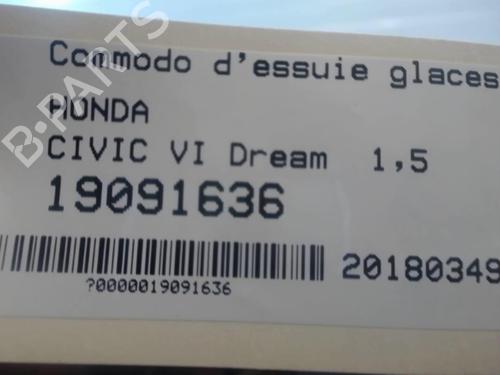 Commodo d'essuie glaces
HONDA
CIVIC VI Dream 1,5
19091636
20180349
?0000019091636
B-PARTS